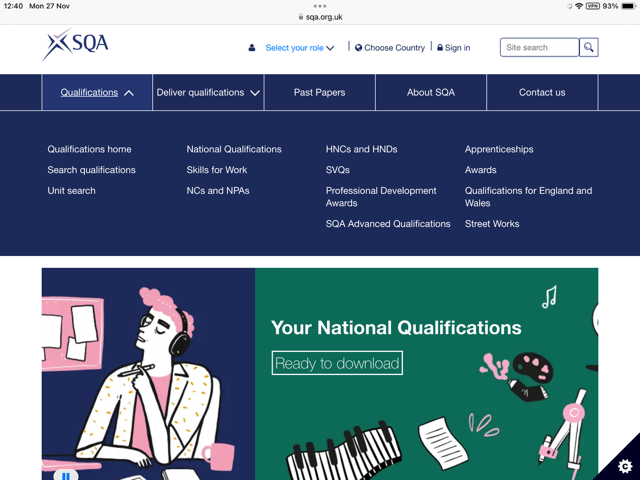 12:40 Mon 27 Nov
VPN 93%
sqa.org.uk
SQA
Select your role
Choose Country
Sign in
Site search
Qualifications
Deliver qualifications
Past Papers
About SQA
Contact us
Qualifications home
Search qualifications
Unit search
National Qualifications
Skills for Work
NCs and NPAs
HNCs and HNDs
SVQs
Professional Development
Awards
SQA Advanced Qualifications
Apprenticeships
Awards
Qualifications for England and
Wales
Street Works
Your National Qualifications
Ready to download